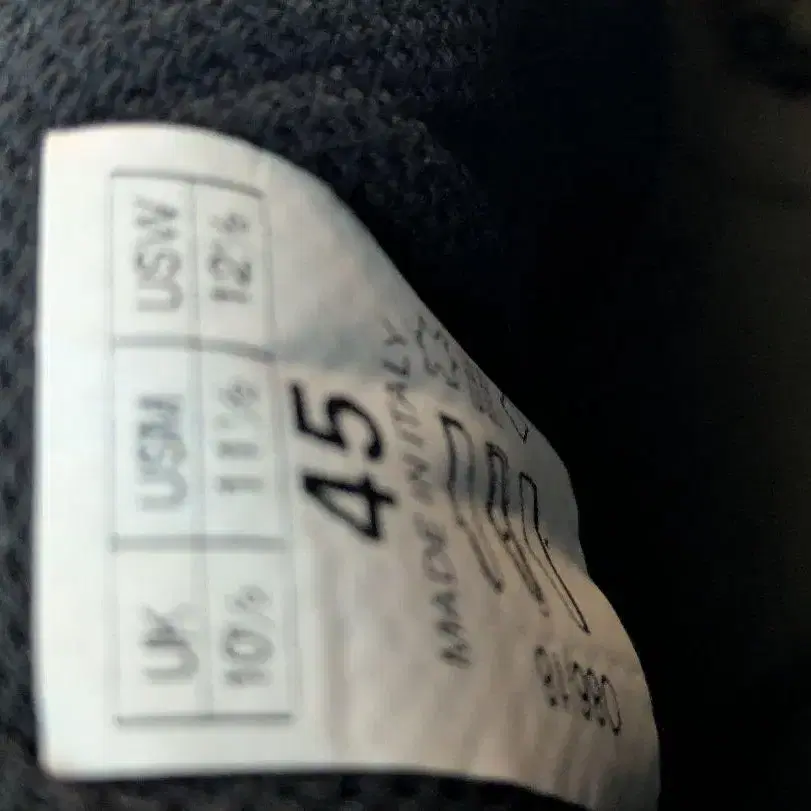 UK USM USW
10½ 11½ 12½
45
MADE IN ITALY